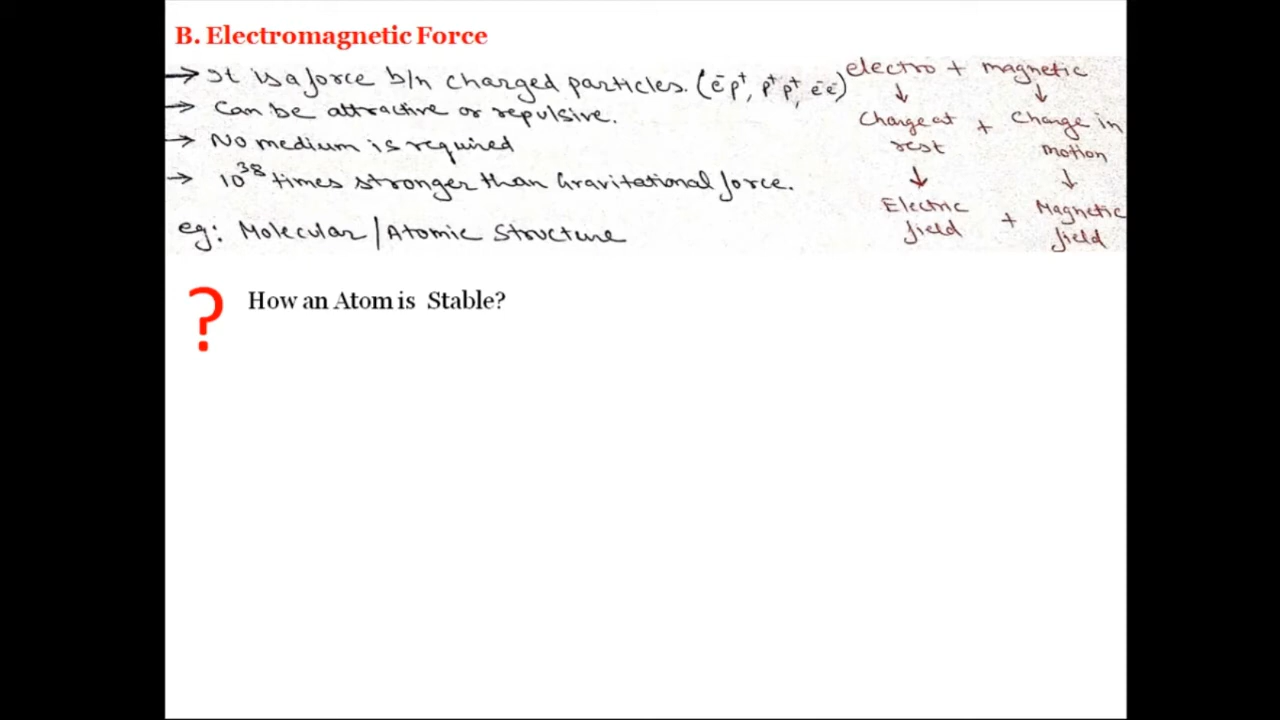 B. Electromagnetic Force
→ It is a force b/n charged particles. (e⁻p⁺, p⁺p⁺, e⁻e⁻)
→ Can be attractive or repulsive.
→ No medium is required
→ 10³⁸ times stronger than Gravitational force.
eg: Molecular/Atomic Structure
electro + magnetic
↓ ↓
Charge at + Charge in
rest motion
↓ ↓
Electric + Magnetic
field field
? How an Atom is Stable?